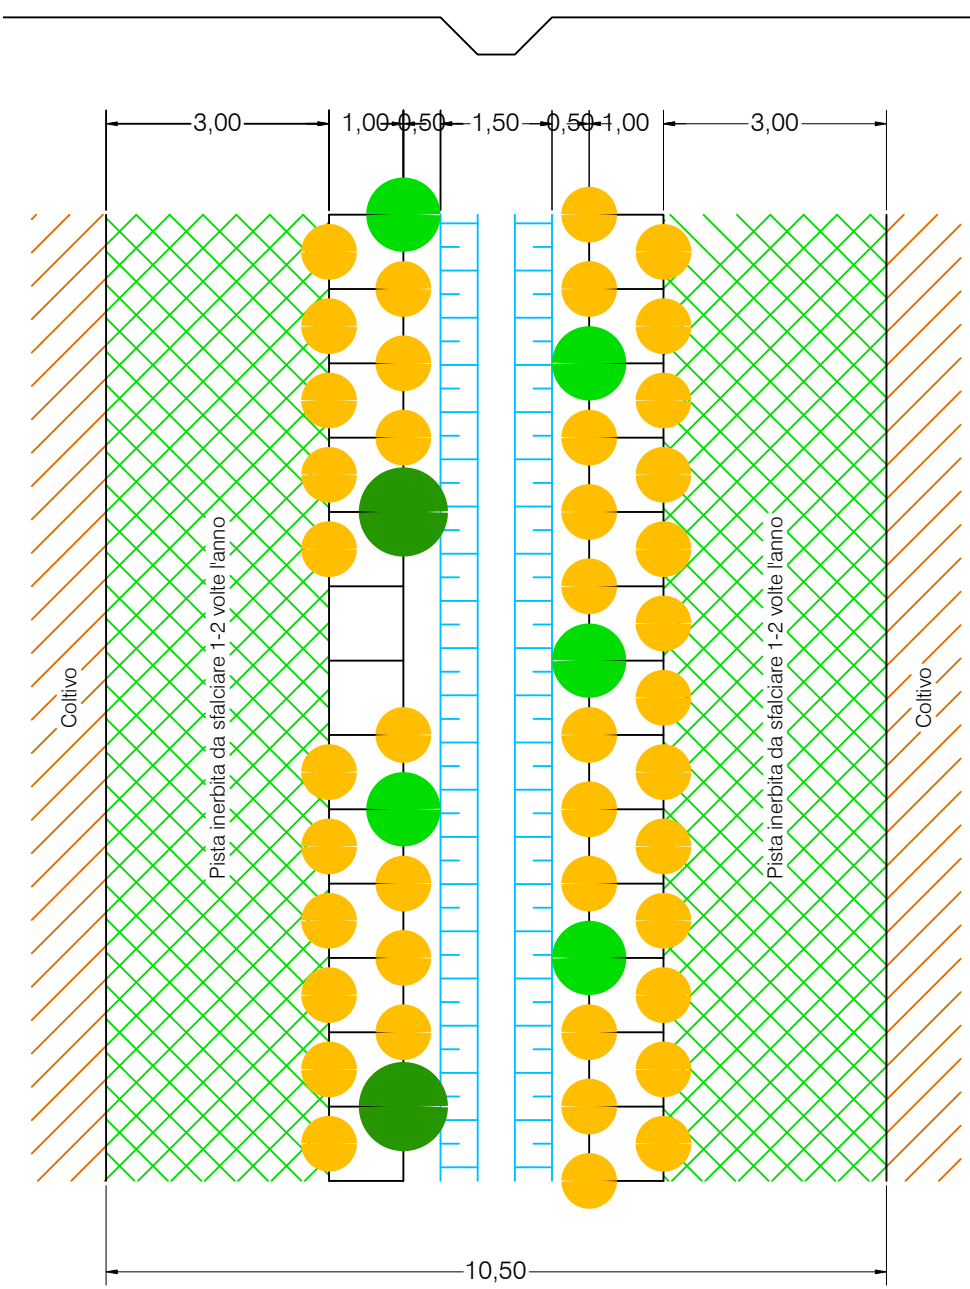 3,00
1,00
0,50
1,50
0,50
1,00
3,00
Coltivo
Pista inerbita da sfalciare 1-2 volte l'anno
Pista inerbita da sfalciare 1-2 volte l'anno
Coltivo
10,50